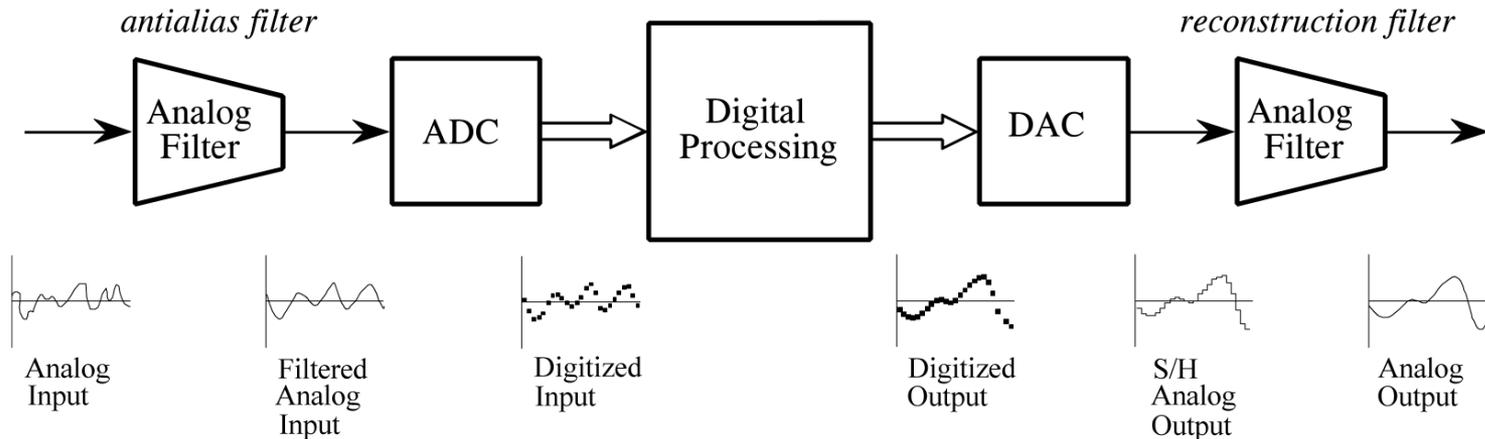 antialias filter
reconstruction filter
Analog
Filter
ADC
Digital
Processing
DAC
Analog
Filter
Analog
Input
Filtered
Analog
Input
Digitized
Input
Digitized
Output
S/H
Analog
Output
Analog
Output